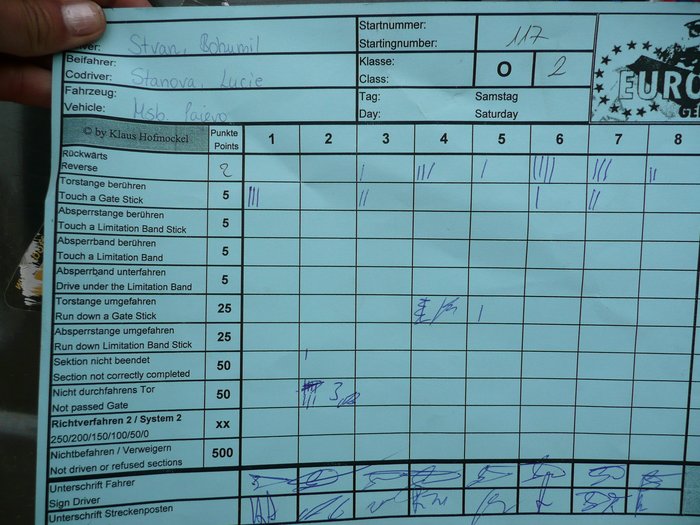 ver: Stvan, Bohumil
Beifahrer:
Codriver: Stanova, Lucie
Fahrzeug:
Vehicle: Msb. Pajero
Startnummer:
Startingnumber: 117
Klasse:
Class: O 2
Tag: Samstag
Day: Saturday
EURO
GE
© by Klaus Hofmockel Punkte
Points 1 2 3 4 5 6 7 8
Rückwärts
Reverse 2 | ||| | |||| ||| ||
Torstange berühren
Touch a Gate Stick 5 ||| || | ||
Absperrstange berühren
Touch a Limitation Band Stick 5
Absperrband berühren
Touch a Limitation Band 5
Absperrband unterfahren
Drive under the Limitation Band 5
Torstange umgefahren
Run down a Gate Stick 25 |
Absperrstange umgefahren
Run down Limitation Band Stick 25
Sektion nicht beendet
Section not correctly completed 50 |
Nicht durchfahrens Tor
Not passed Gate 50 ||| 3
Richtverfahren 2 / System 2
250/200/150/100/50/0 xx
Nichtbefahren / Verweigern
Not driven or refused sections 500
Unterschrift Fahrer
Sign Driver
Unterschrift Streckenposten